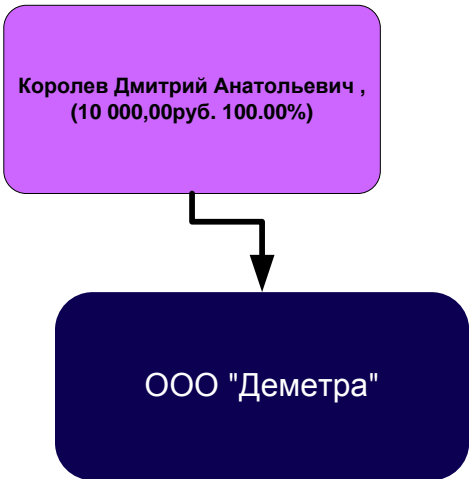 Королев Дмитрий Анатольевич ,
(10 000,00руб. 100.00%)
ООО "Деметра"